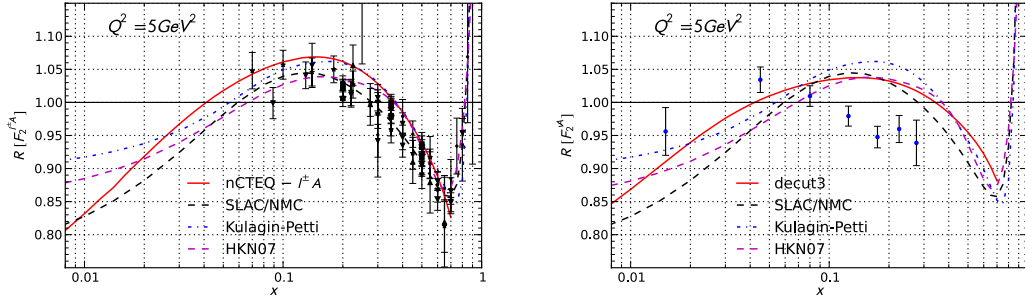 Q² =5GeV²
R [F₂^{l^±A}]
1.10
1.05
1.00
0.95
0.90
0.85
0.80
0.01
0.1
1
x
nCTEQ − l^± A
SLAC/NMC
Kulagin-Petti
HKN07
Q² =5GeV²
R [F₂^{νA}]
1.10
1.05
1.00
0.95
0.90
0.85
0.80
0.01
0.1
x
decut3
SLAC/NMC
Kulagin-Petti
HKN07